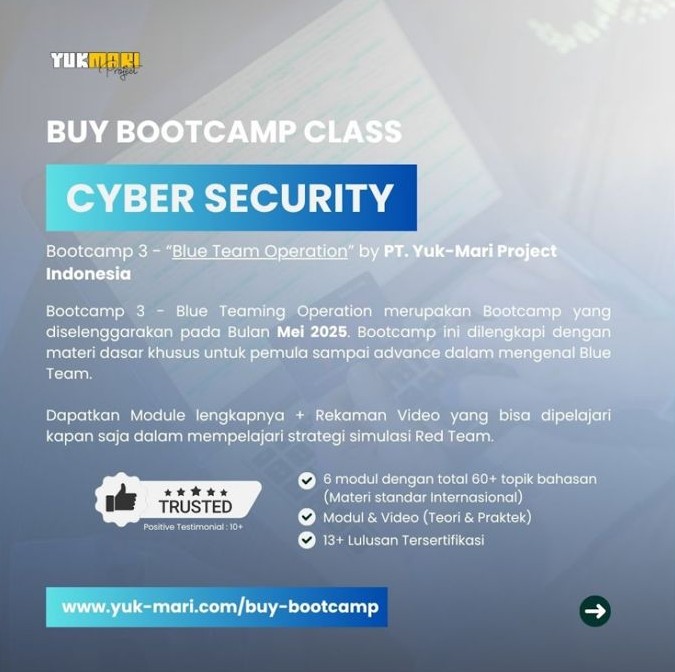 YUKMARI
Project
BUY BOOTCAMP CLASS
CYBER SECURITY
Bootcamp 3 - “Blue Team Operation” by PT. Yuk-Mari Project
Indonesia
Bootcamp 3 - Blue Teaming Operation merupakan Bootcamp yang
diselenggarakan pada Bulan Mei 2025. Bootcamp ini dilengkapi dengan
materi dasar khusus untuk pemula sampai advance dalam mengenal Blue
Team.
Dapatkan Module lengkapnya + Rekaman Video yang bisa dipelajari
kapan saja dalam mempelajari strategi simulasi Red Team.
TRUSTED
Positive Testimonial : 10+
6 modul dengan total 60+ topik bahasan
(Materi standar Internasional)
Modul & Video (Teori & Praktek)
13+ Lulusan Tersertifikasi
www.yuk-mari.com/buy-bootcamp